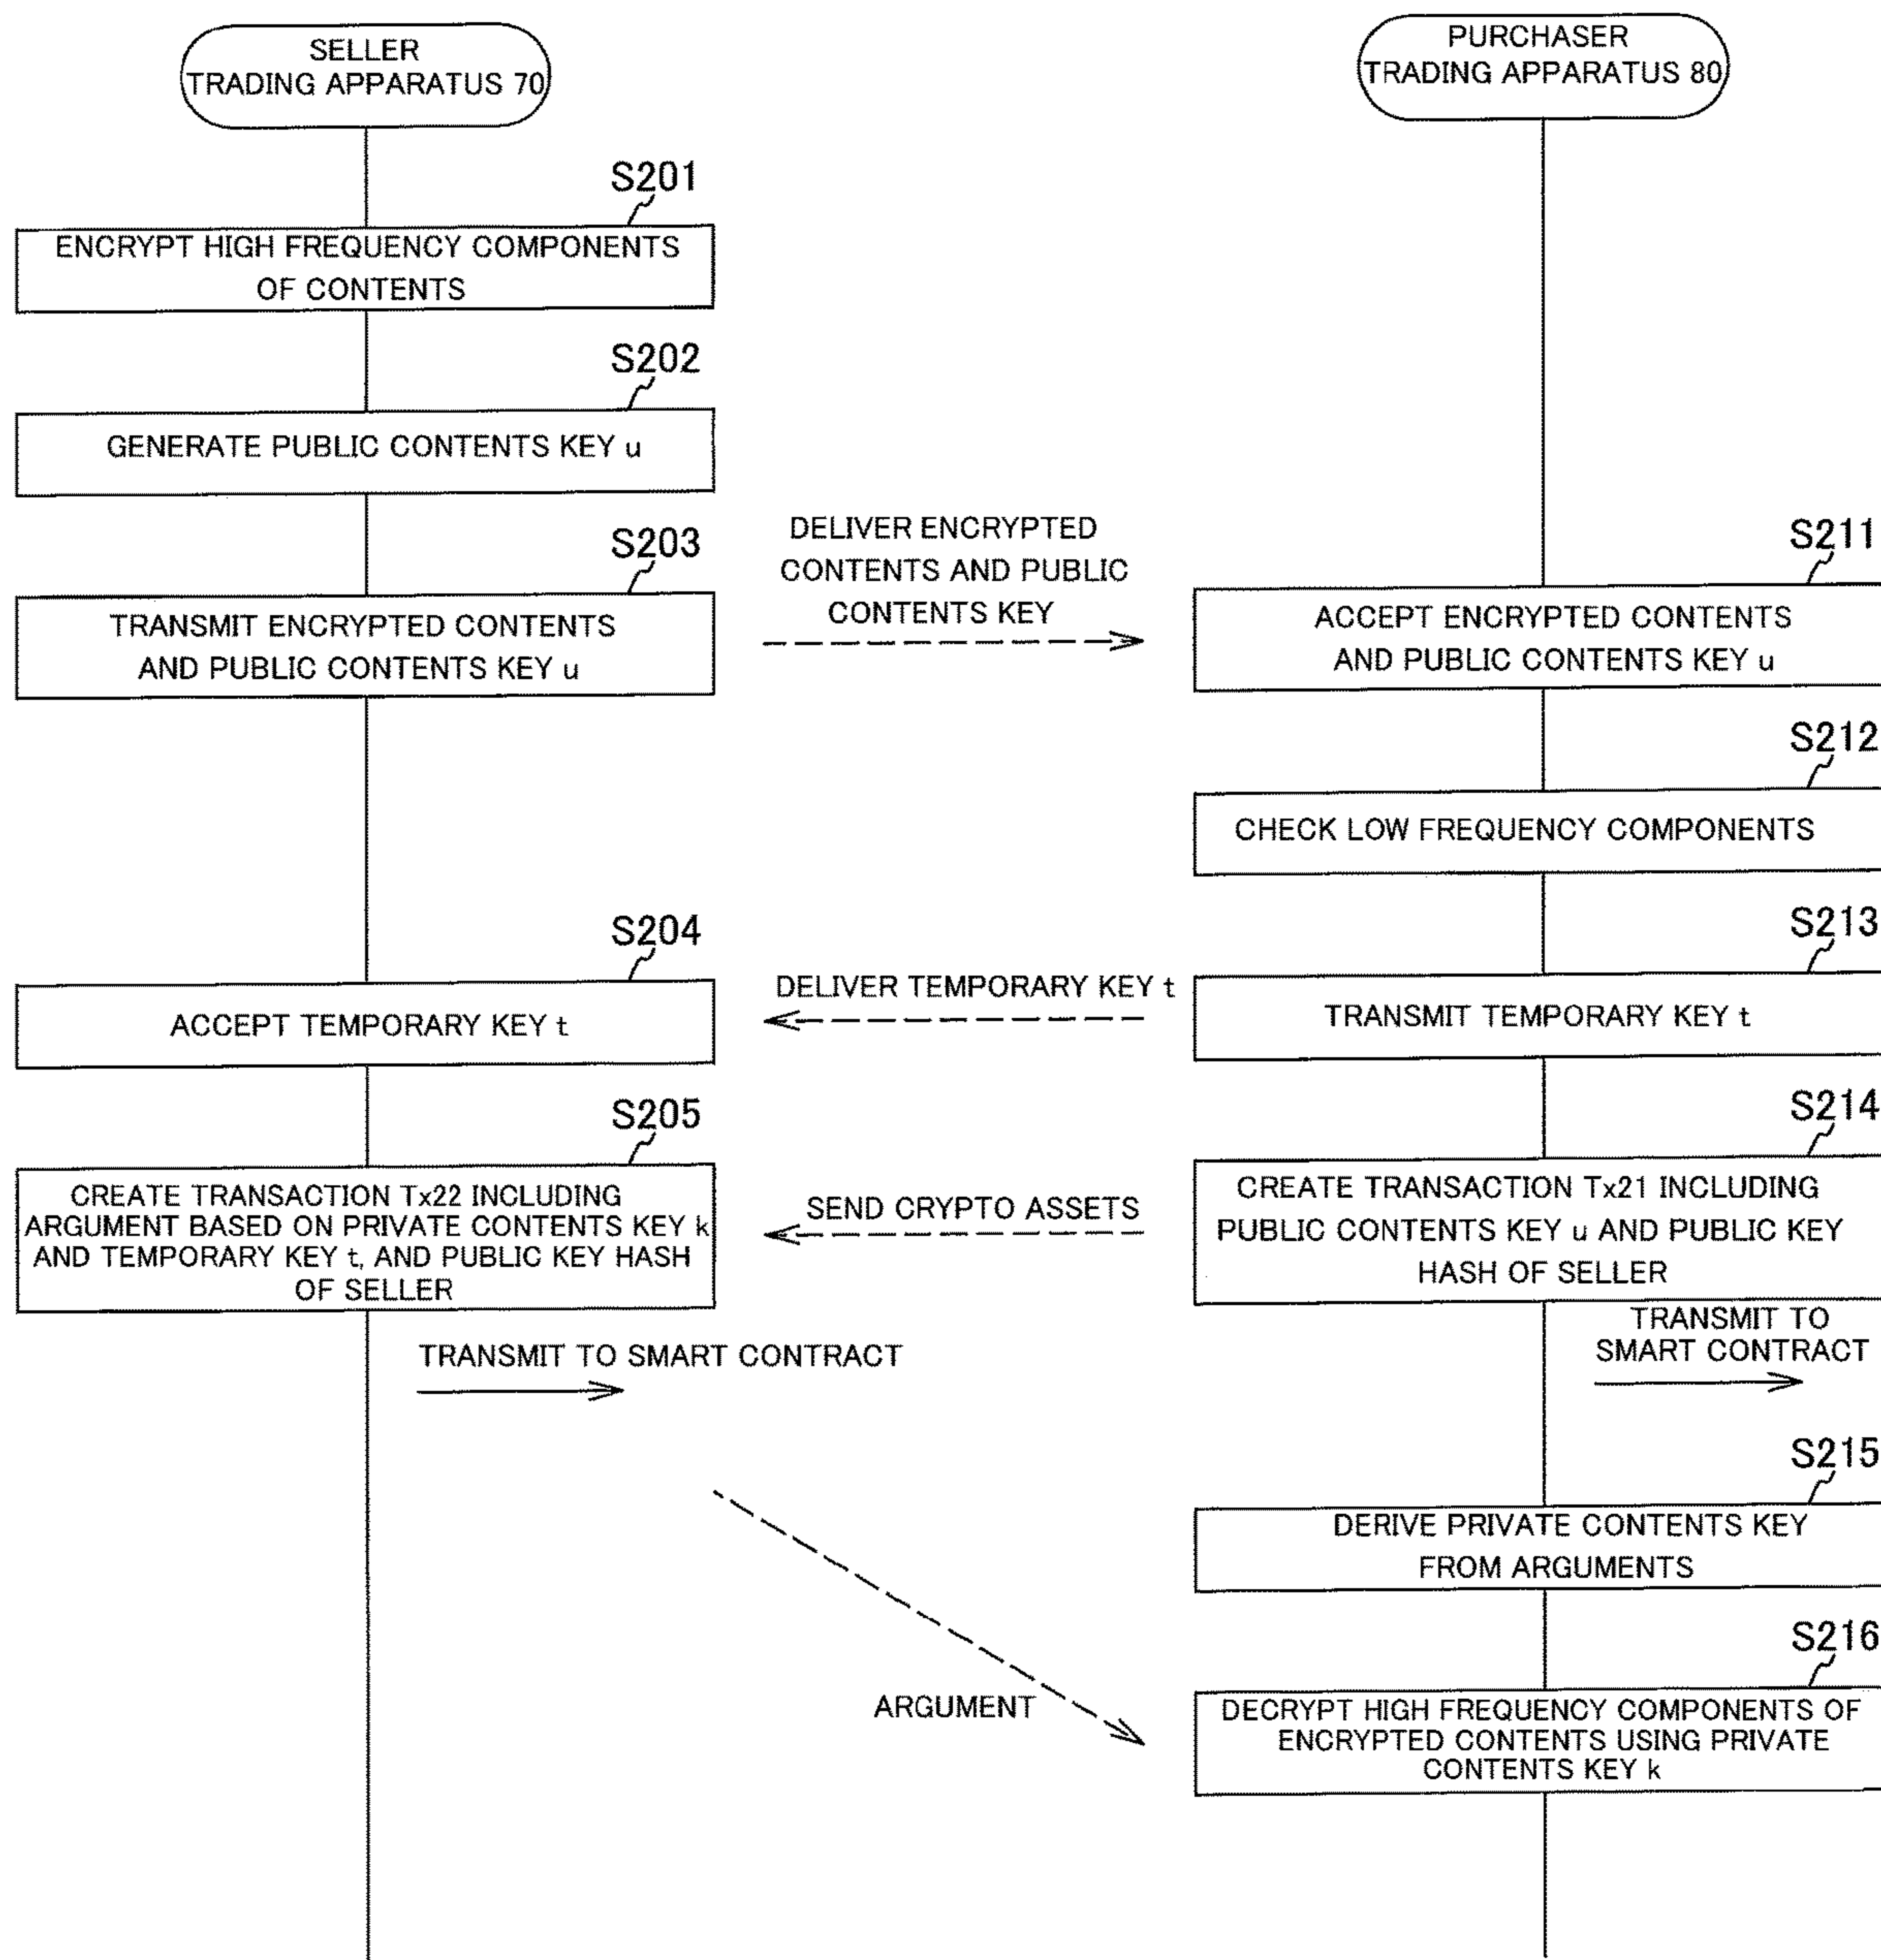 SELLER
TRADING APPARATUS 70
PURCHASER
TRADING APPARATUS 80
S201
ENCRYPT HIGH FREQUENCY COMPONENTS
OF CONTENTS
S202
GENERATE PUBLIC CONTENTS KEY u
S203
TRANSMIT ENCRYPTED CONTENTS
AND PUBLIC CONTENTS KEY u
DELIVER ENCRYPTED
CONTENTS AND PUBLIC
CONTENTS KEY
S211
ACCEPT ENCRYPTED CONTENTS
AND PUBLIC CONTENTS KEY u
S212
CHECK LOW FREQUENCY COMPONENTS
S213
TRANSMIT TEMPORARY KEY t
DELIVER TEMPORARY KEY t
S204
ACCEPT TEMPORARY KEY t
S214
CREATE TRANSACTION Tx21 INCLUDING
PUBLIC CONTENTS KEY u AND PUBLIC KEY
HASH OF SELLER
SEND CRYPTO ASSETS
TRANSMIT TO
SMART CONTRACT
S205
CREATE TRANSACTION Tx22 INCLUDING
ARGUMENT BASED ON PRIVATE CONTENTS KEY k
AND TEMPORARY KEY t, AND PUBLIC KEY HASH
OF SELLER
TRANSMIT TO SMART CONTRACT
ARGUMENT
S215
DERIVE PRIVATE CONTENTS KEY
FROM ARGUMENTS
S216
DECRYPT HIGH FREQUENCY COMPONENTS OF
ENCRYPTED CONTENTS USING PRIVATE
CONTENTS KEY k